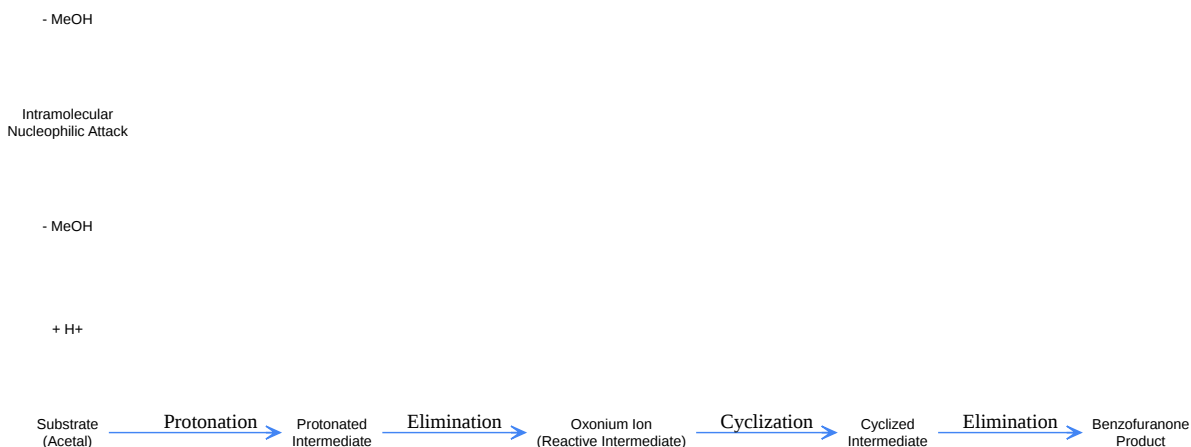 - MeOH
Intramolecular
Nucleophilic Attack
- MeOH
+ H+
Substrate
(Acetal)
Protonation
Protonated
Intermediate
Elimination
Oxonium Ion
(Reactive Intermediate)
Cyclization
Cyclized
Intermediate
Elimination
Benzofuranone
Product